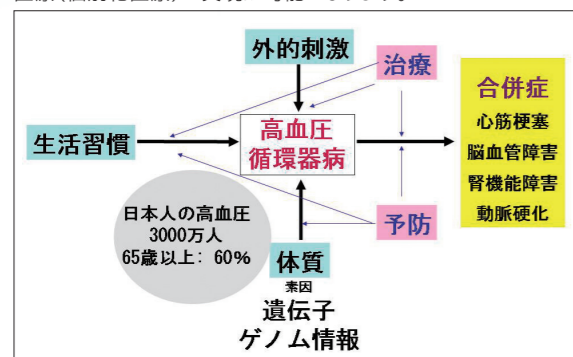 外的刺激
治療
合併症
心筋梗塞
脳血管障害
腎機能障害
動脈硬化
生活習慣
高血圧
循環器病
日本人の高血圧
3000万人
65歳以上: 60%
予防
体质
素因
遺伝子
ゲノム情報